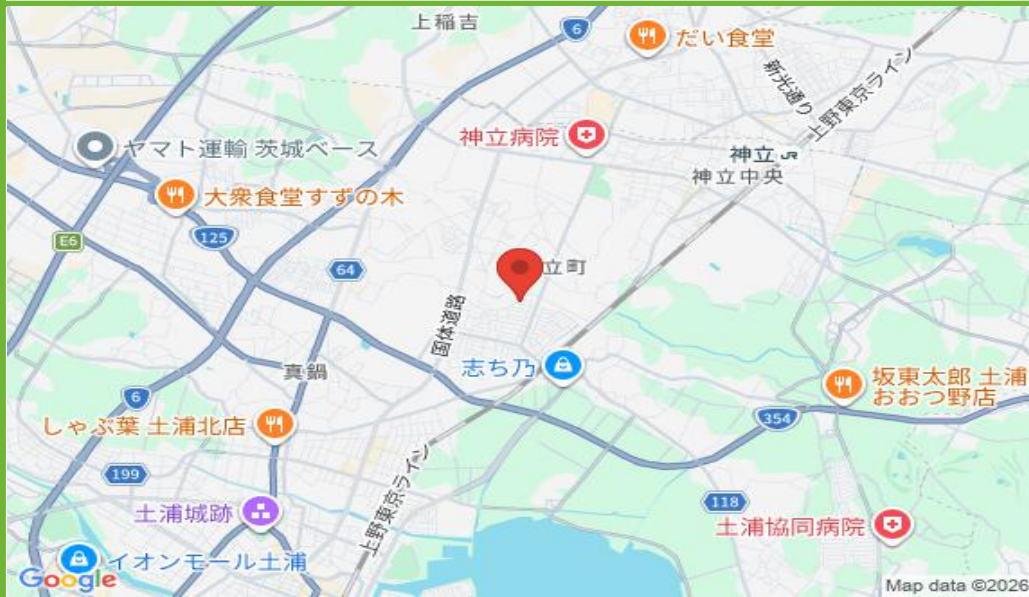 上稲吉
6
だい食堂
新光通り
上野東京ライン
神立病院
神立 JR
神立中央
ヤマト運輸 茨城ベース
大衆食堂すずの木
125
E6
64
立町
国体道路
志ち乃
真鍋
坂東太郎 土浦
おおつ野店
6
しゃぶ葉 土浦北店
354
199
上野東京ライン
118
土浦城跡
土浦協同病院
イオンモール土浦
Google
Map data ©2026